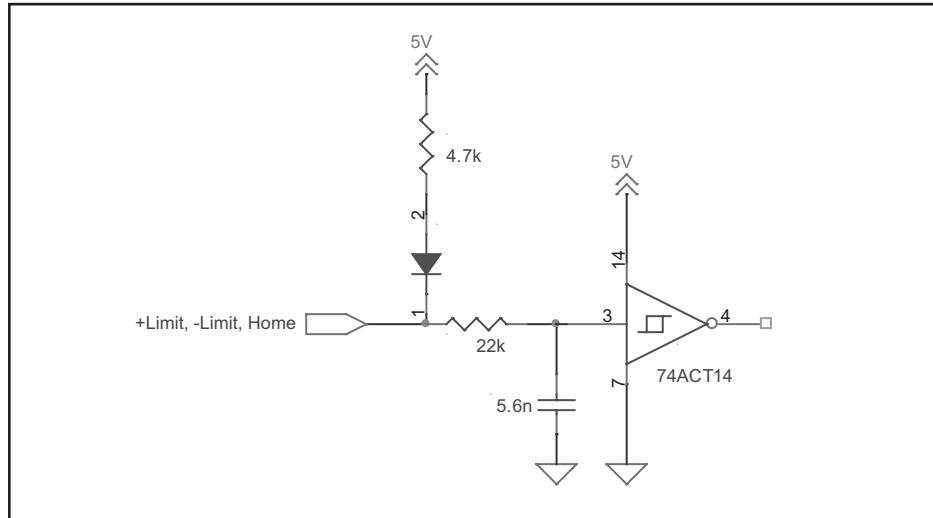 5V
4.7k
2
5V
14
1
+Limit, -Limit, Home
22k
3
4
74ACT14
7
5.6n